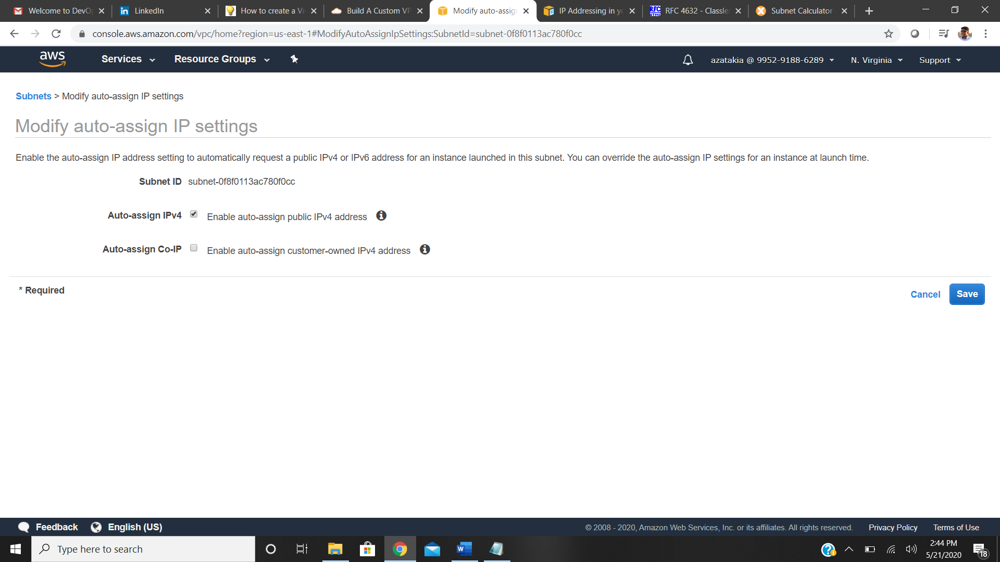 Welcome to DevO
LinkedIn
How to create a Vi
Build A Custom VP
Modify auto-assig
IP Addressing in yo
RFC 4632 - Classle
Subnet Calculator
console.aws.amazon.com/vpc/home?region=us-east-1#ModifyAutoAssignIpSettings:SubnetId=subnet-0f8f0113ac780f0cc
aws
Services
Resource Groups
azatakia @ 9952-9188-6289
N. Virginia
Support
Subnets > Modify auto-assign IP settings
Modify auto-assign IP settings
Enable the auto-assign IP address setting to automatically request a public IPv4 or IPv6 address for an instance launched in this subnet. You can override the auto-assign IP settings for an instance at launch time.
Subnet ID subnet-0f8f0113ac780f0cc
Auto-assign IPv4 Enable auto-assign public IPv4 address
Auto-assign Co-IP Enable auto-assign customer-owned IPv4 address
* Required
Cancel
Save
Feedback
English (US)
© 2008 - 2020, Amazon Web Services, Inc. or its affiliates. All rights reserved.
Privacy Policy
Terms of Use
Type here to search
2:44 PM
5/21/2020
18